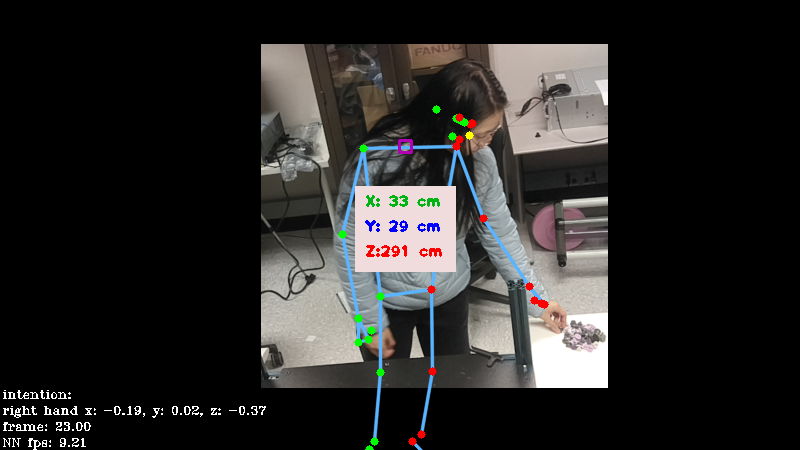 FANUC
X: 33 cm
Y: 29 cm
Z:291 cm
intention:
right hand x: −0.19, y: 0.02, z: −0.37
frame: 23.00
NN fps: 9.21